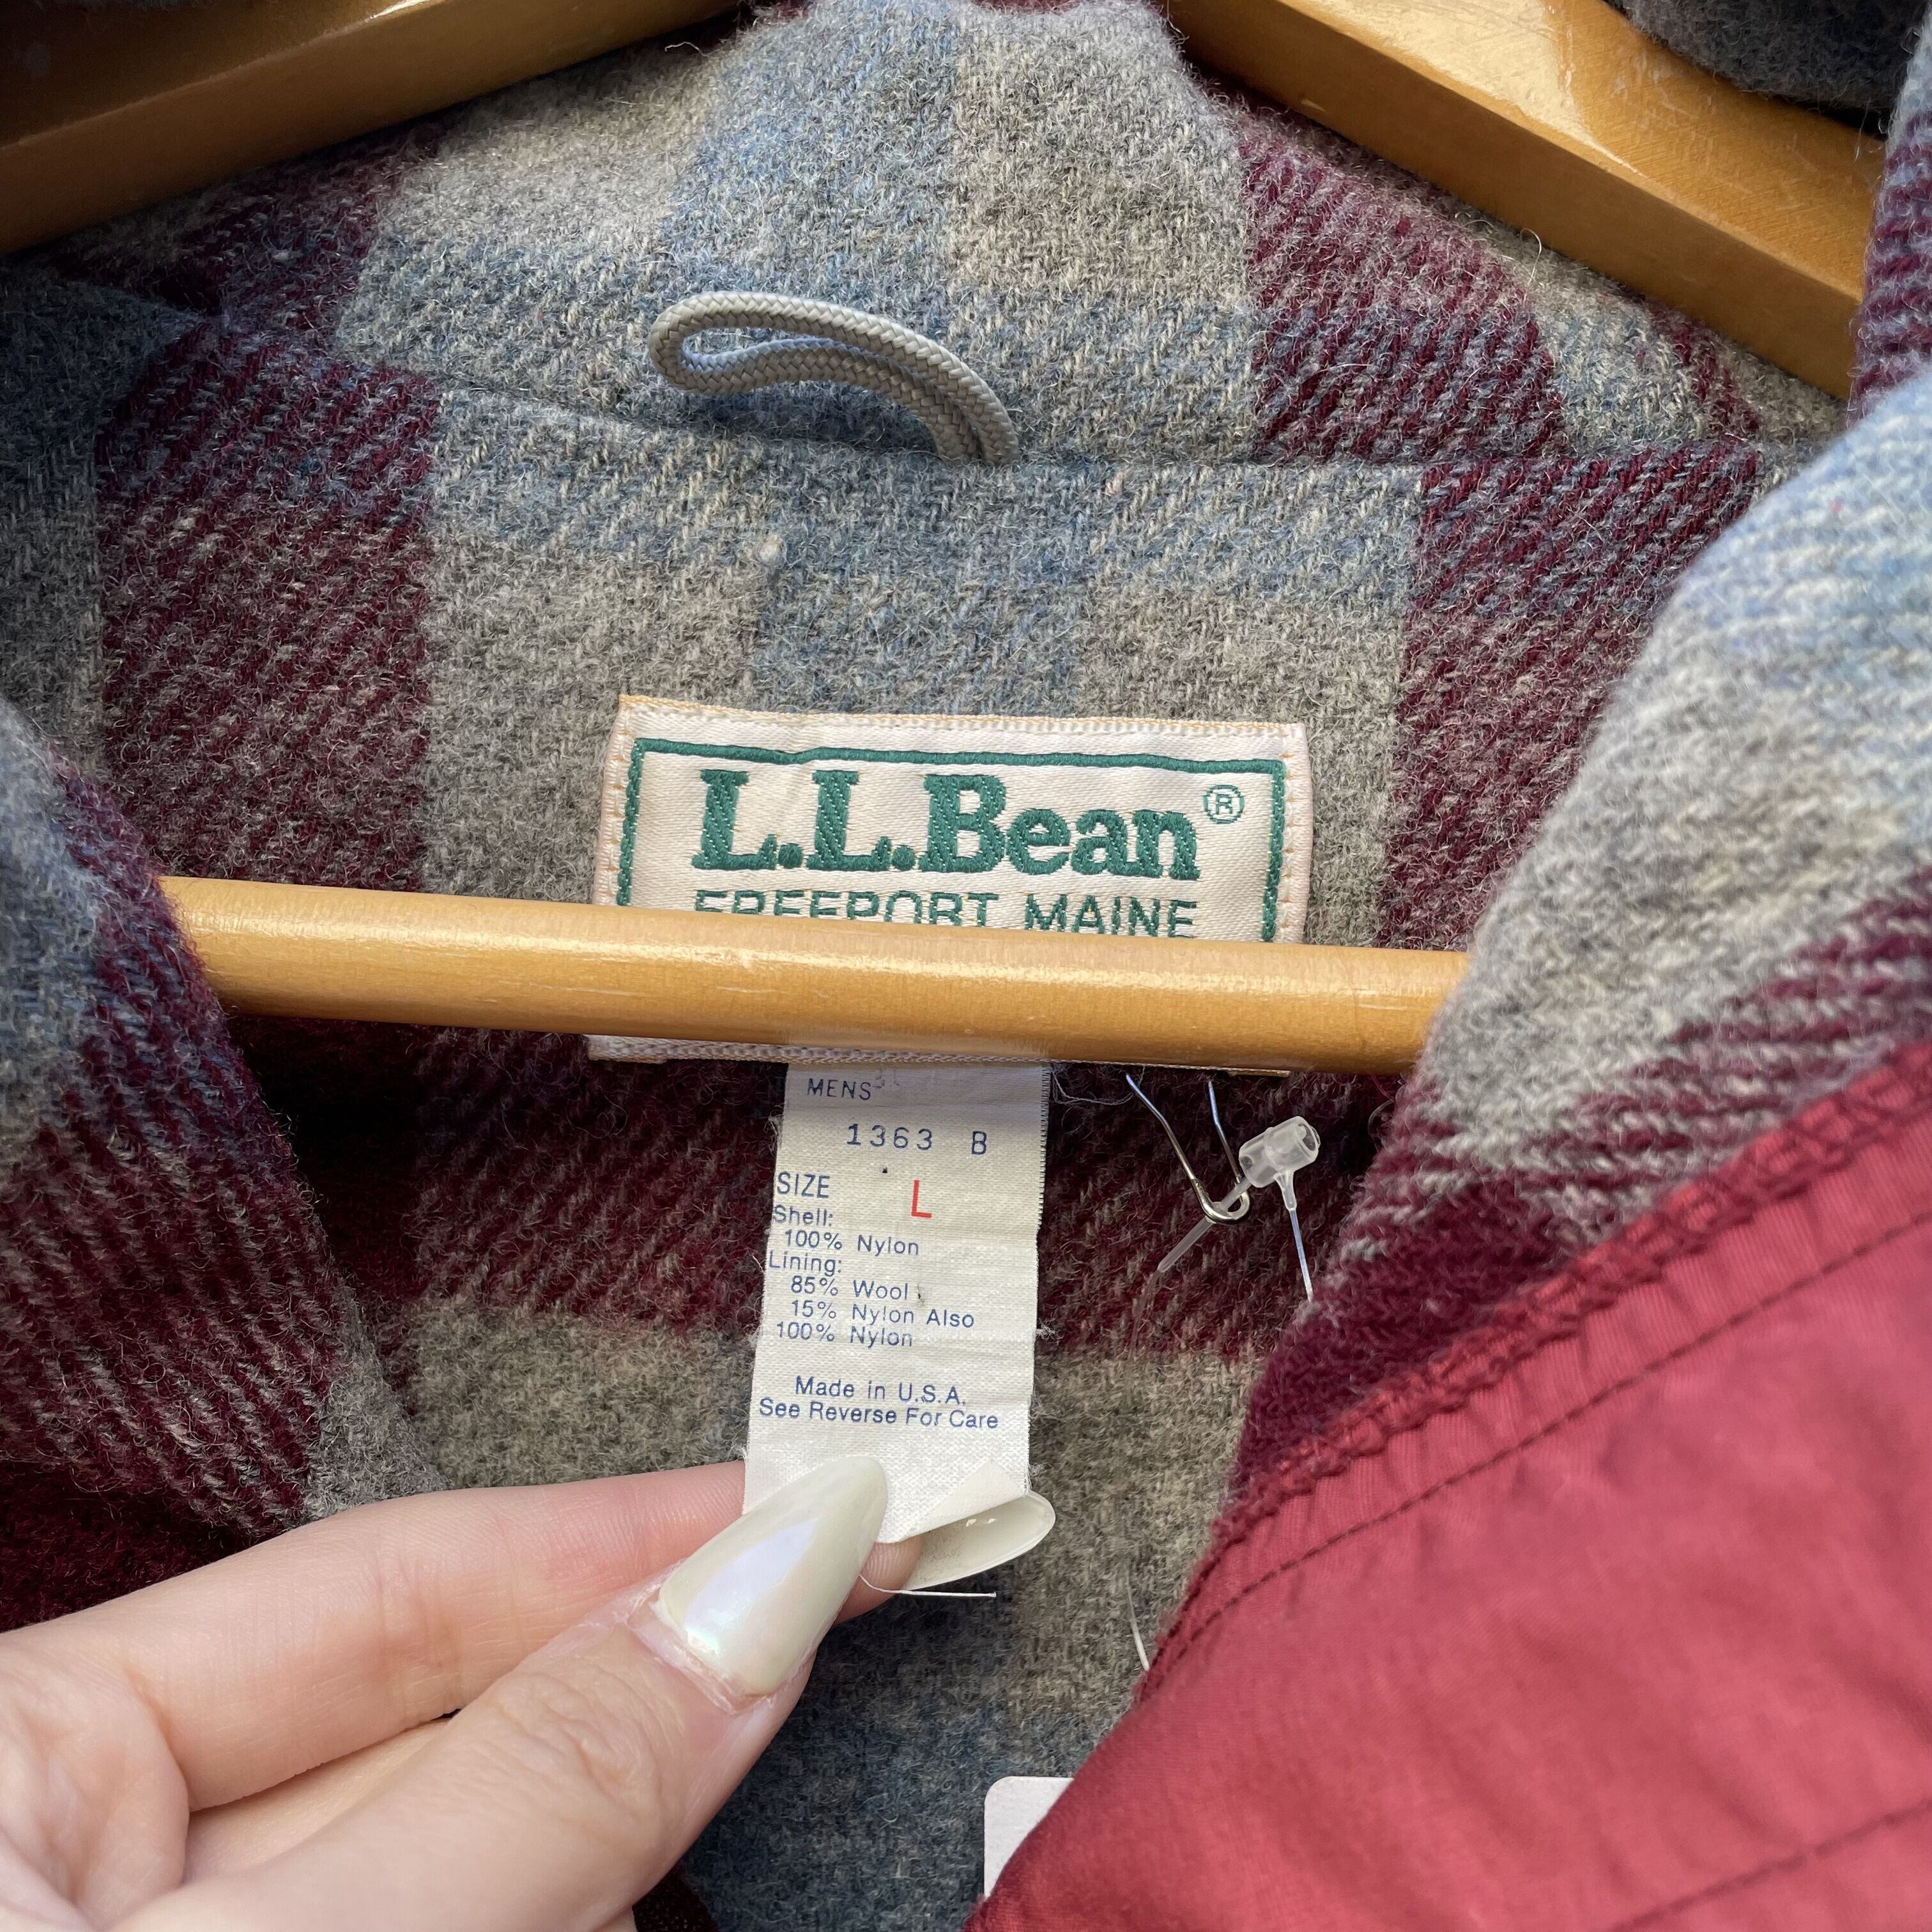 L.L.Bean®
FREEPORT, MAINE
MENS
1363 B
SIZE L
Shell:
100% Nylon
Lining:
85% Wool
15% Nylon Also
100% Nylon
Made in U.S.A.
See Reverse For Care